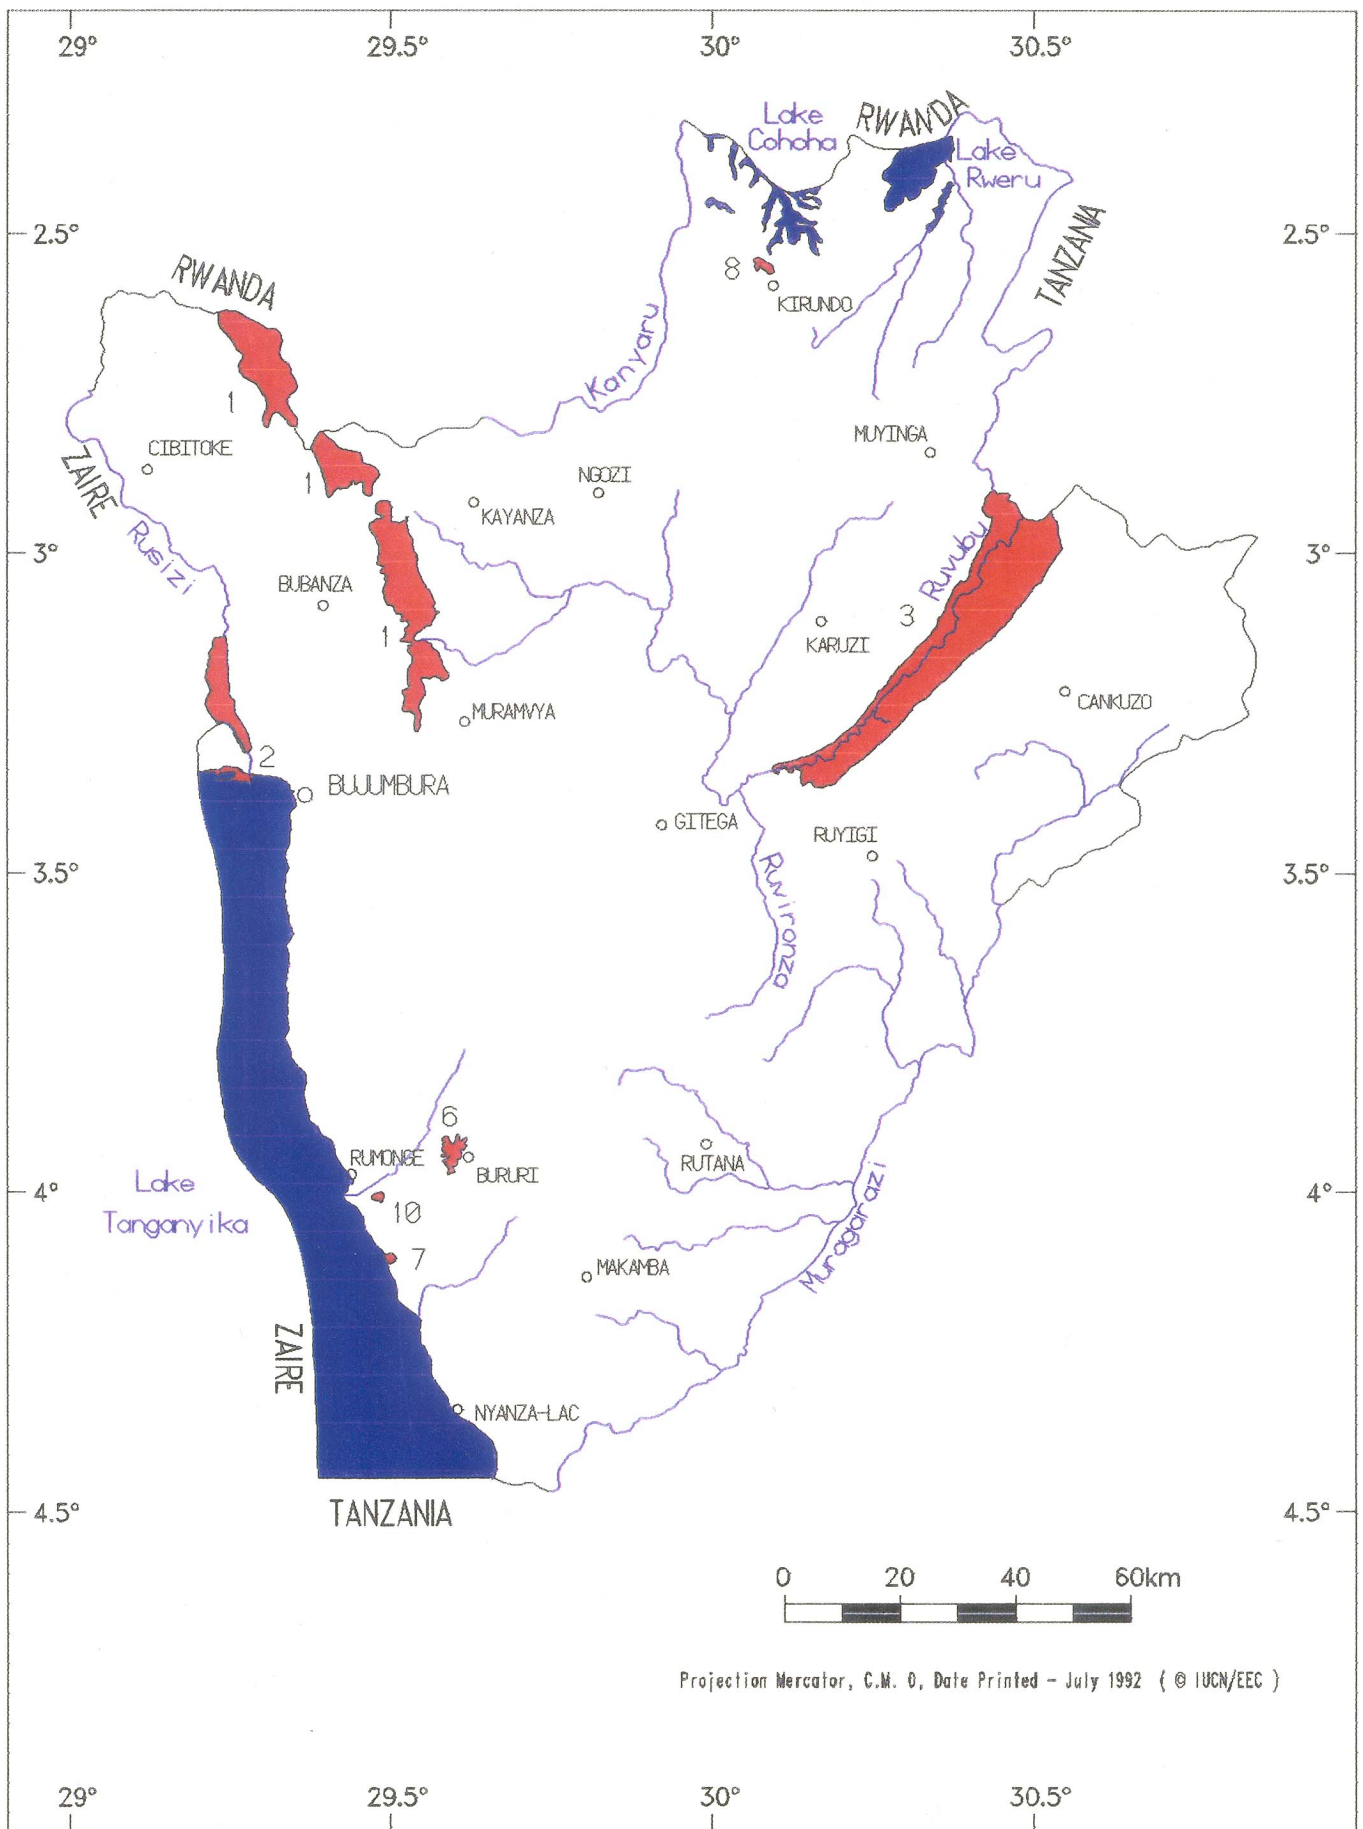 29° 29.5° 30° 30.5°
Lake
Cohoha
RWANDA
Lake
Rweru
2.5° 2.5°
TANZANIA
RWANDA
8
KIRUNDO
Kanyaru
1
CIBITOKE
ZAIRE
MUYINGA
1
NGOZI
KAYANZA
Rusizi
3° 3°
BUBANZA
Ruvubu
1
3
KARUZI
CANKUZO
MURAMVYA
2
BUJUMBURA
GITEGA
RUYIGI
3.5° 3.5°
Ruvironza
6
RUMONGE
BURURI
RUTANA
Lake
Tanganyika
4° 4°
10
7
MAKAMBA
Muragarazi
ZAIRE
NYANZA-LAC
4.5° 4.5°
TANZANIA
0 20 40 60km
Projection Mercator, C.M. 0, Date Printed - July 1992 ( © IUCN/EEC )
29° 29.5° 30° 30.5°